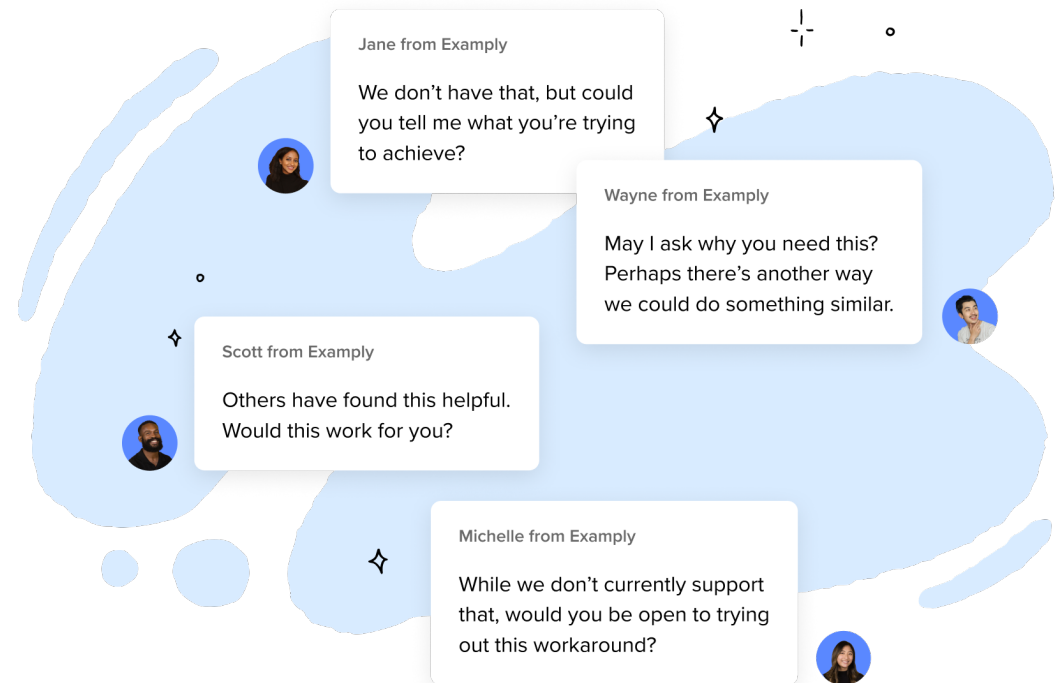 Jane from Examply
We don’t have that, but could
you tell me what you’re trying
to achieve?
Wayne from Examply
May I ask why you need this?
Perhaps there’s another way
we could do something similar.
Scott from Examply
Others have found this helpful.
Would this work for you?
Michelle from Examply
While we don’t currently support
that, would you be open to trying
out this workaround?